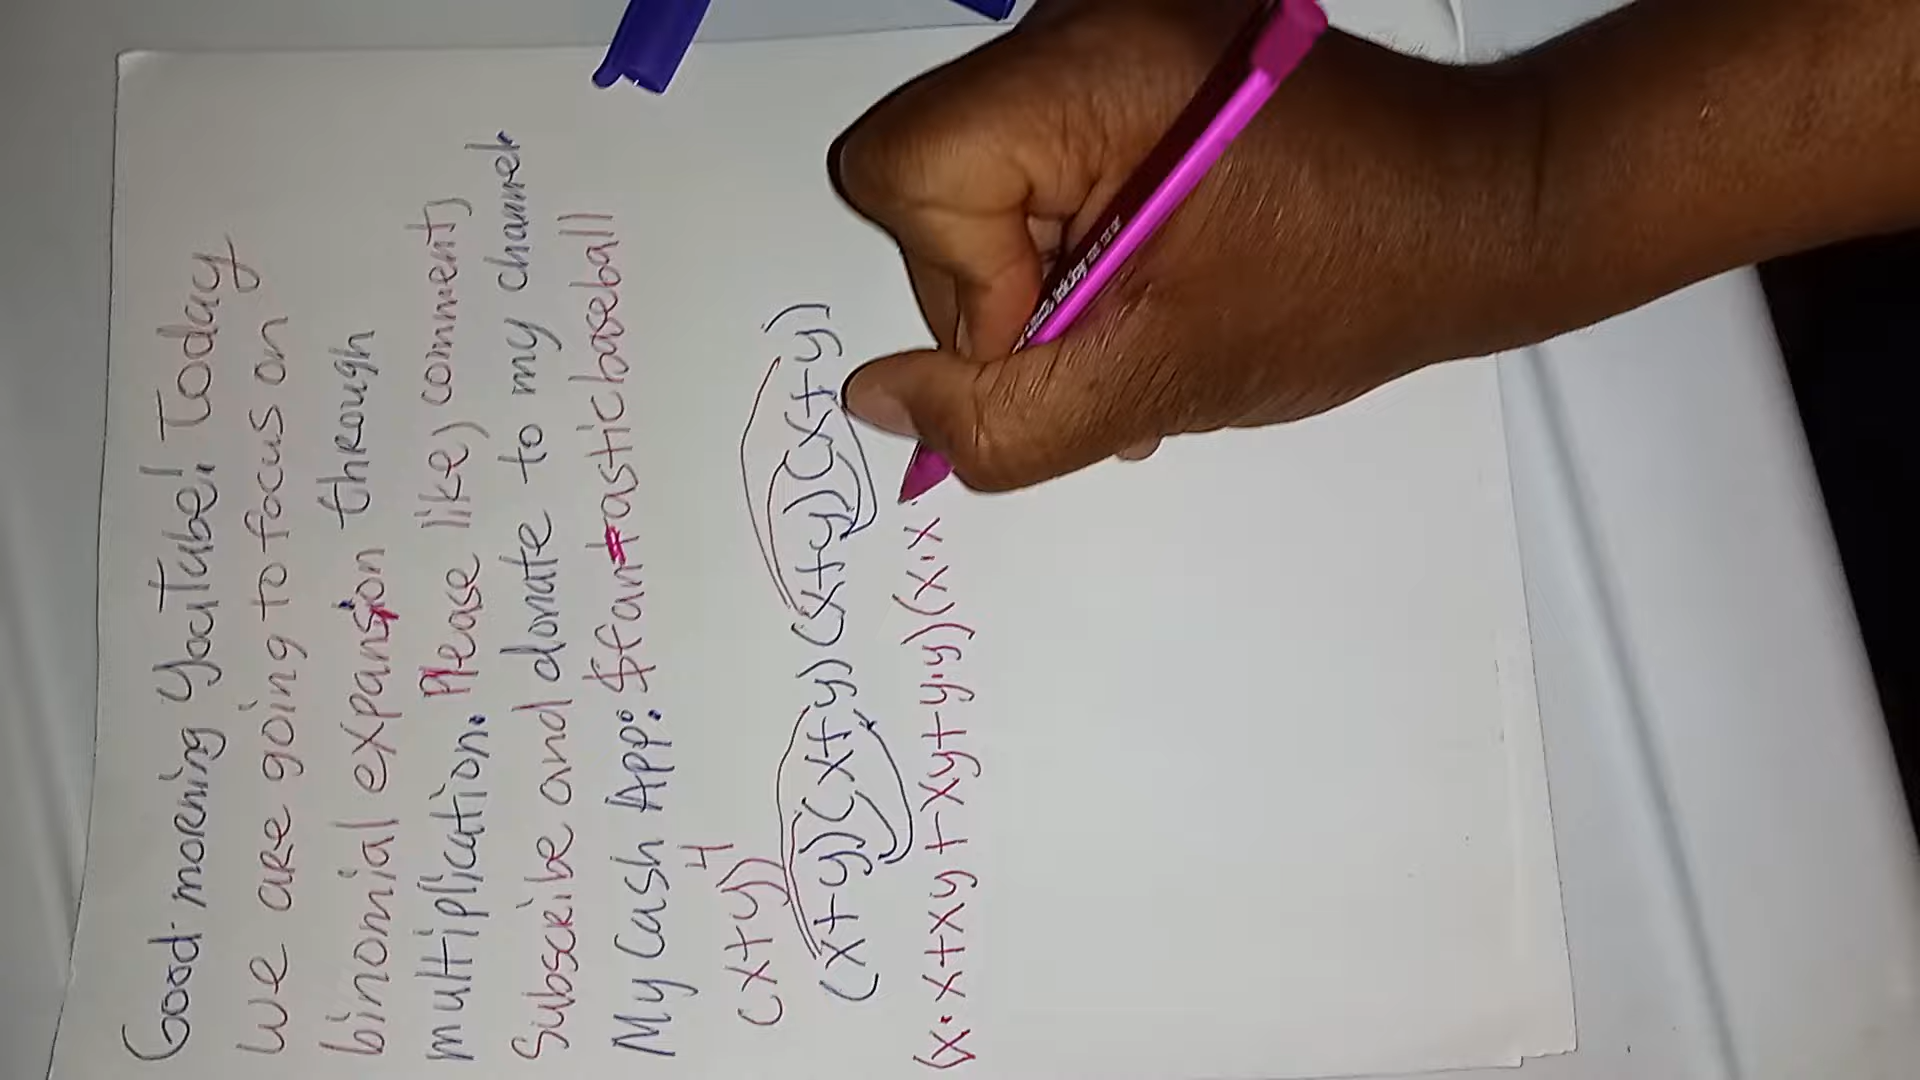 Good morning YouTube! Today
we are going to focus on
binomial expansion through
multiplication. Please like, comment,
Subscribe and donate to my channel.
My Cash App: $fantasticbaseball
(x+y)⁴
(x+y)(x+y)(x+y)(x+y)
(x·x+xy+xy+y·y)(x·x